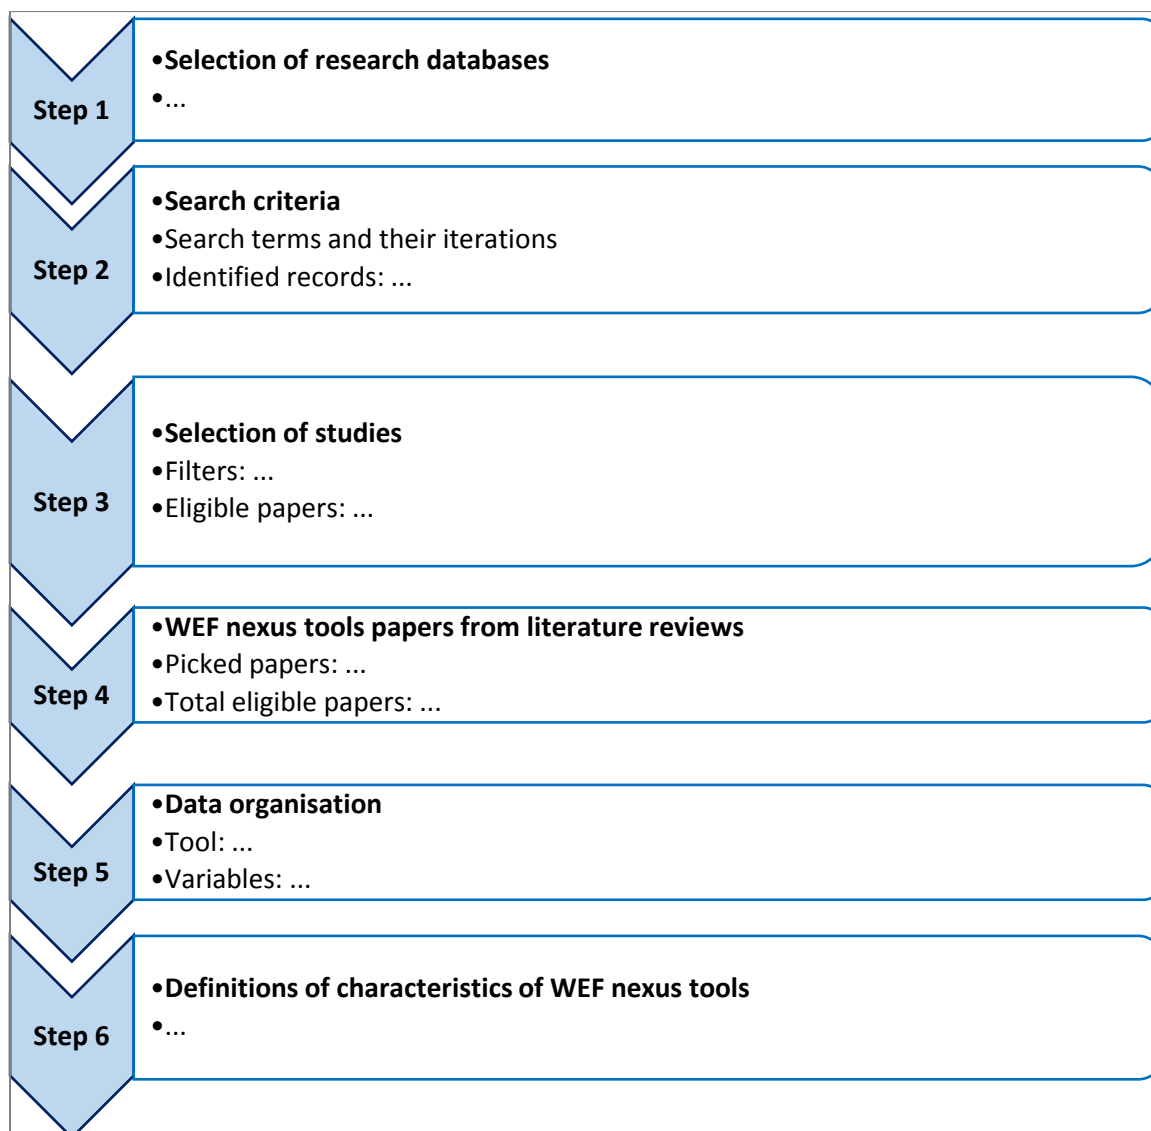 Step 1
•Selection of research databases
•...
Step 2
•Search criteria
•Search terms and their iterations
•Identified records: ...
Step 3
•Selection of studies
•Filters: ...
•Eligible papers: ...
Step 4
•WEF nexus tools papers from literature reviews
•Picked papers: ...
•Total eligible papers: ...
Step 5
•Data organisation
•Tool: ...
•Variables: ...
Step 6
•Definitions of characteristics of WEF nexus tools
•...